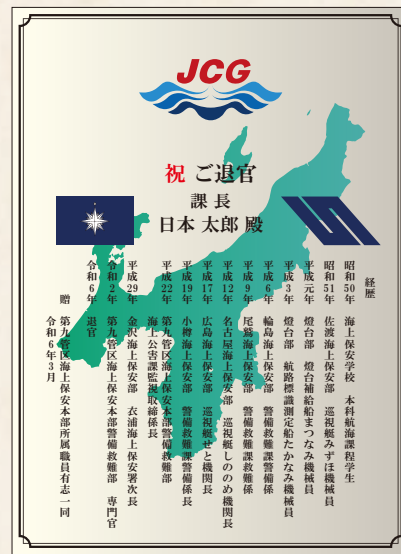 JCG
祝 ご退官
課長
日本 太郎 殿
経歴
昭和50年 海上保安学校 本科航海課程学生
昭和51年 佐渡海上保安部 巡視艇みずほ機械員
平成元年 燈台部 燈台補給船まつなみ機械員
平成3年 燈台部 航路標識測定船たかなみ機械員
平成6年 輪島海上保安部 警備救難課警備係
平成9年 尾鷲海上保安部 警備救難課救難係
平成12年 名古屋海上保安部 巡視艇しののめ機関長
平成17年 広島海上保安部 巡視艇せと機関長
平成19年 小樽海上保安部 警備救難課警備係長
平成22年 第九管区海上保安本部警備救難部
海上公害課監視取締係長
平成29年 金沢海上保安部 衣浦海上保安署次長
令和2年 第九管区海上保安本部警備救難部 専門官
令和6年 退官
贈 第九管区海上保安本部所属職員有志一同
令和6年3月